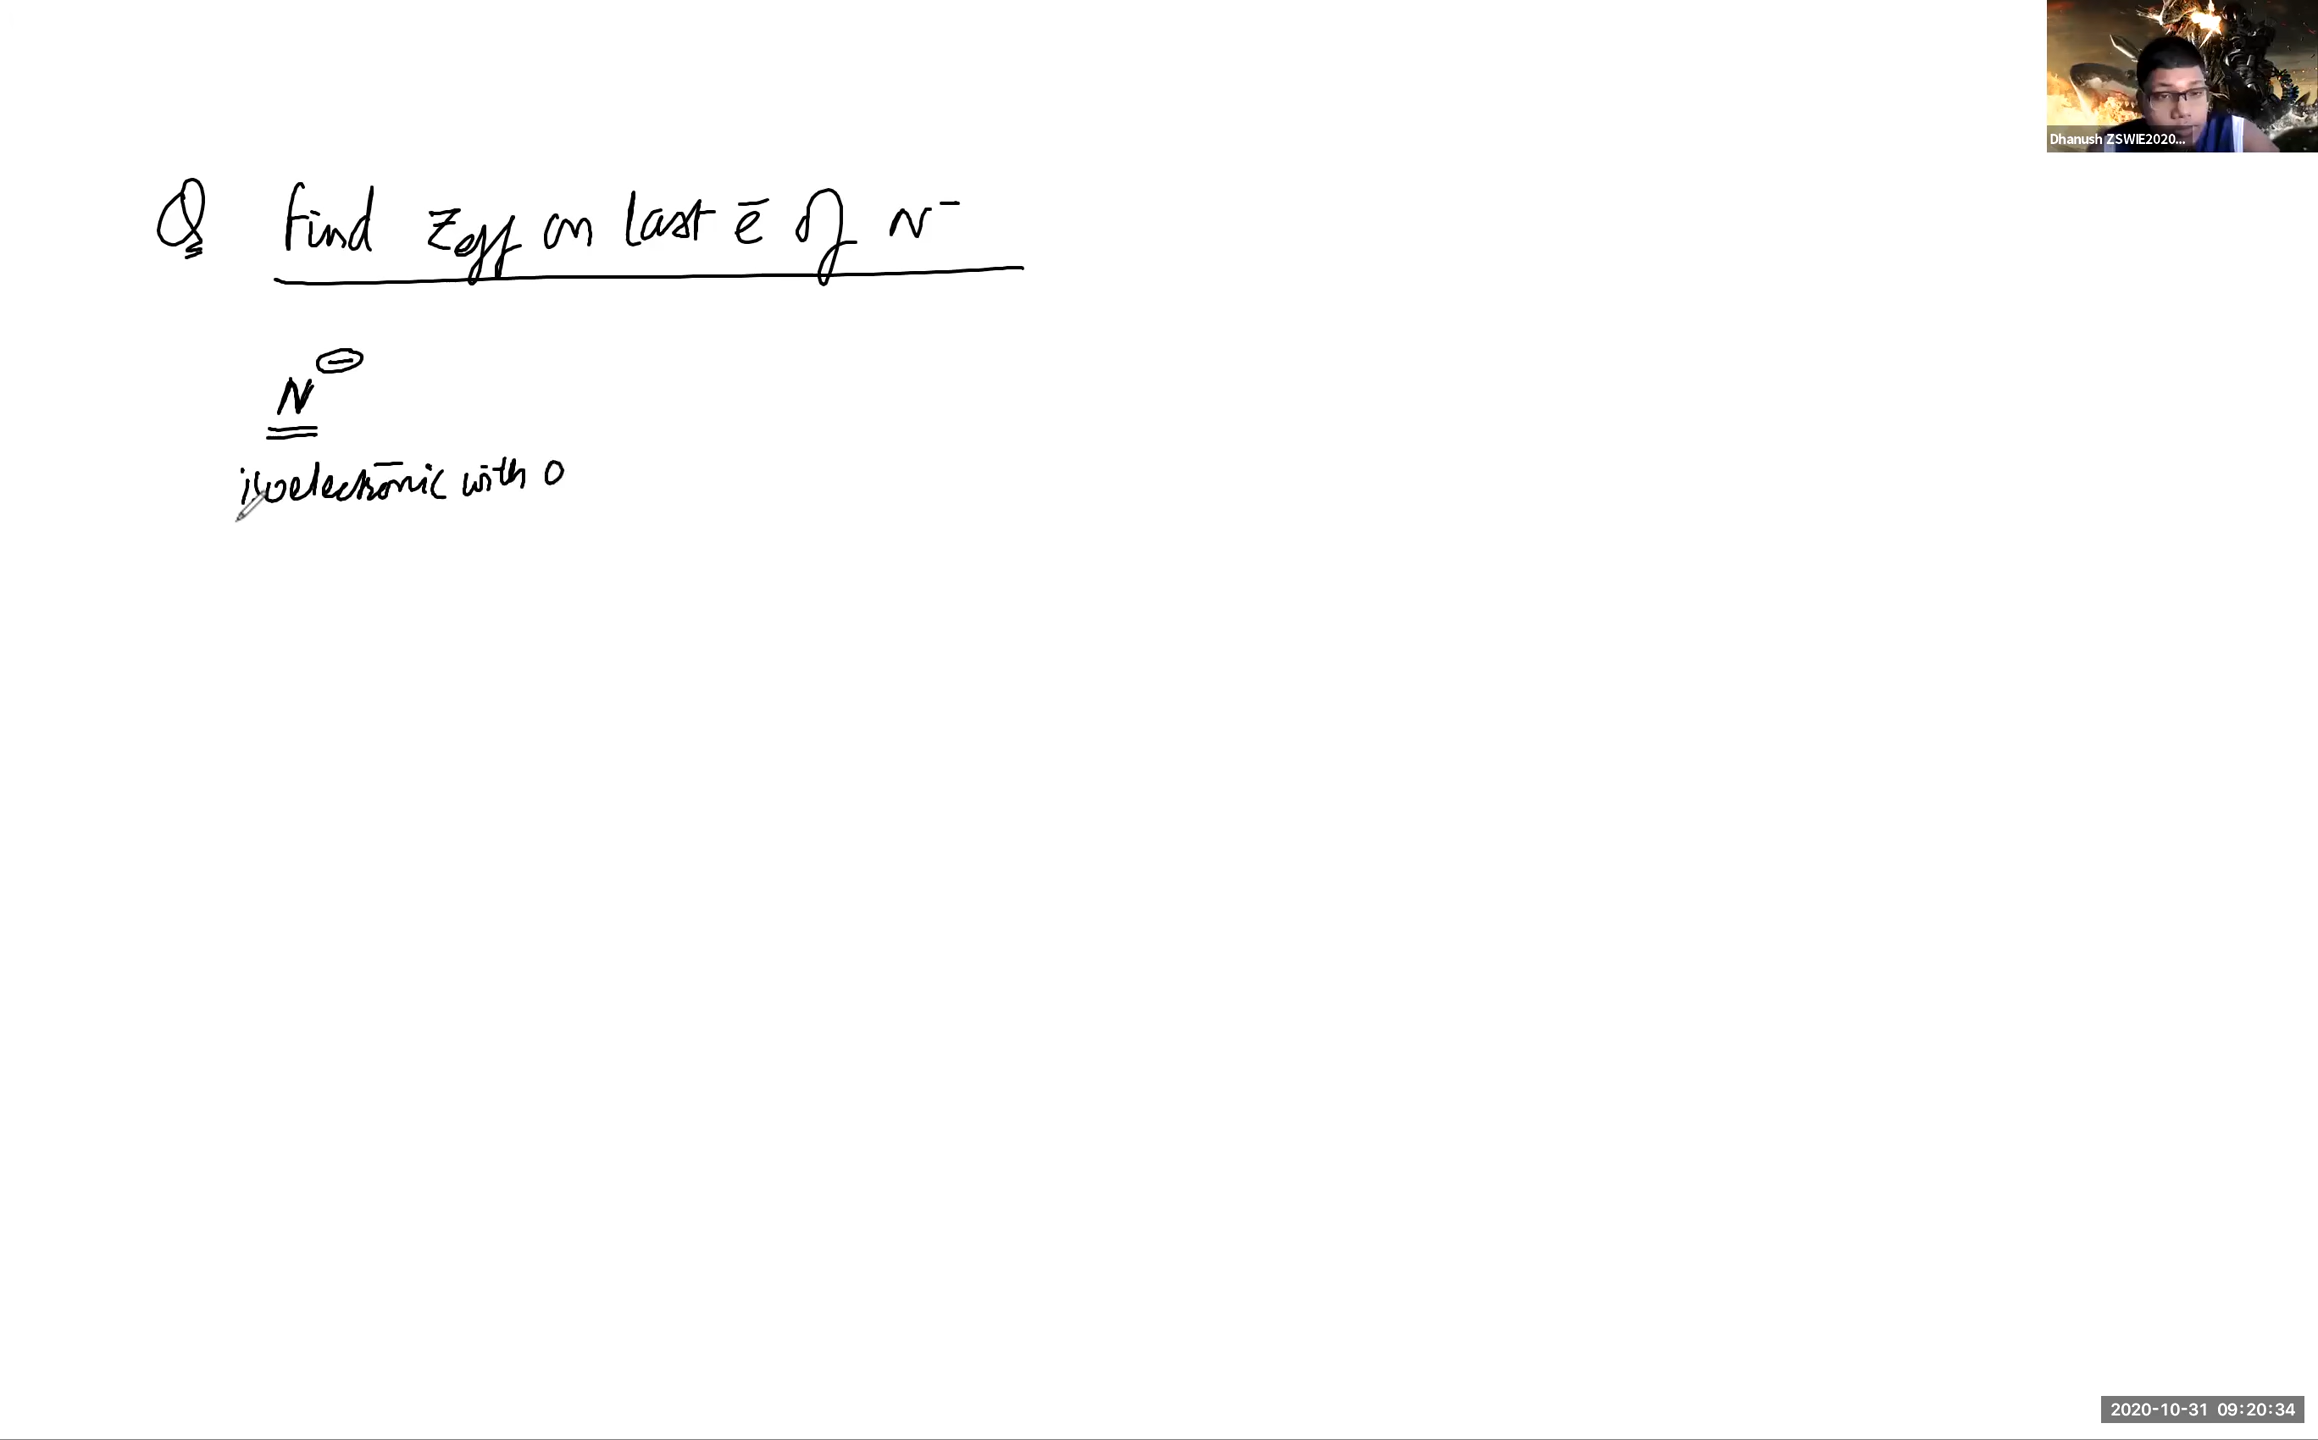 Q Find Zeff on last e̅ of N⁻
N⊖
isoelectronic with O
Dhanush ZSWIE2020...
2020-10-31 09:20:34